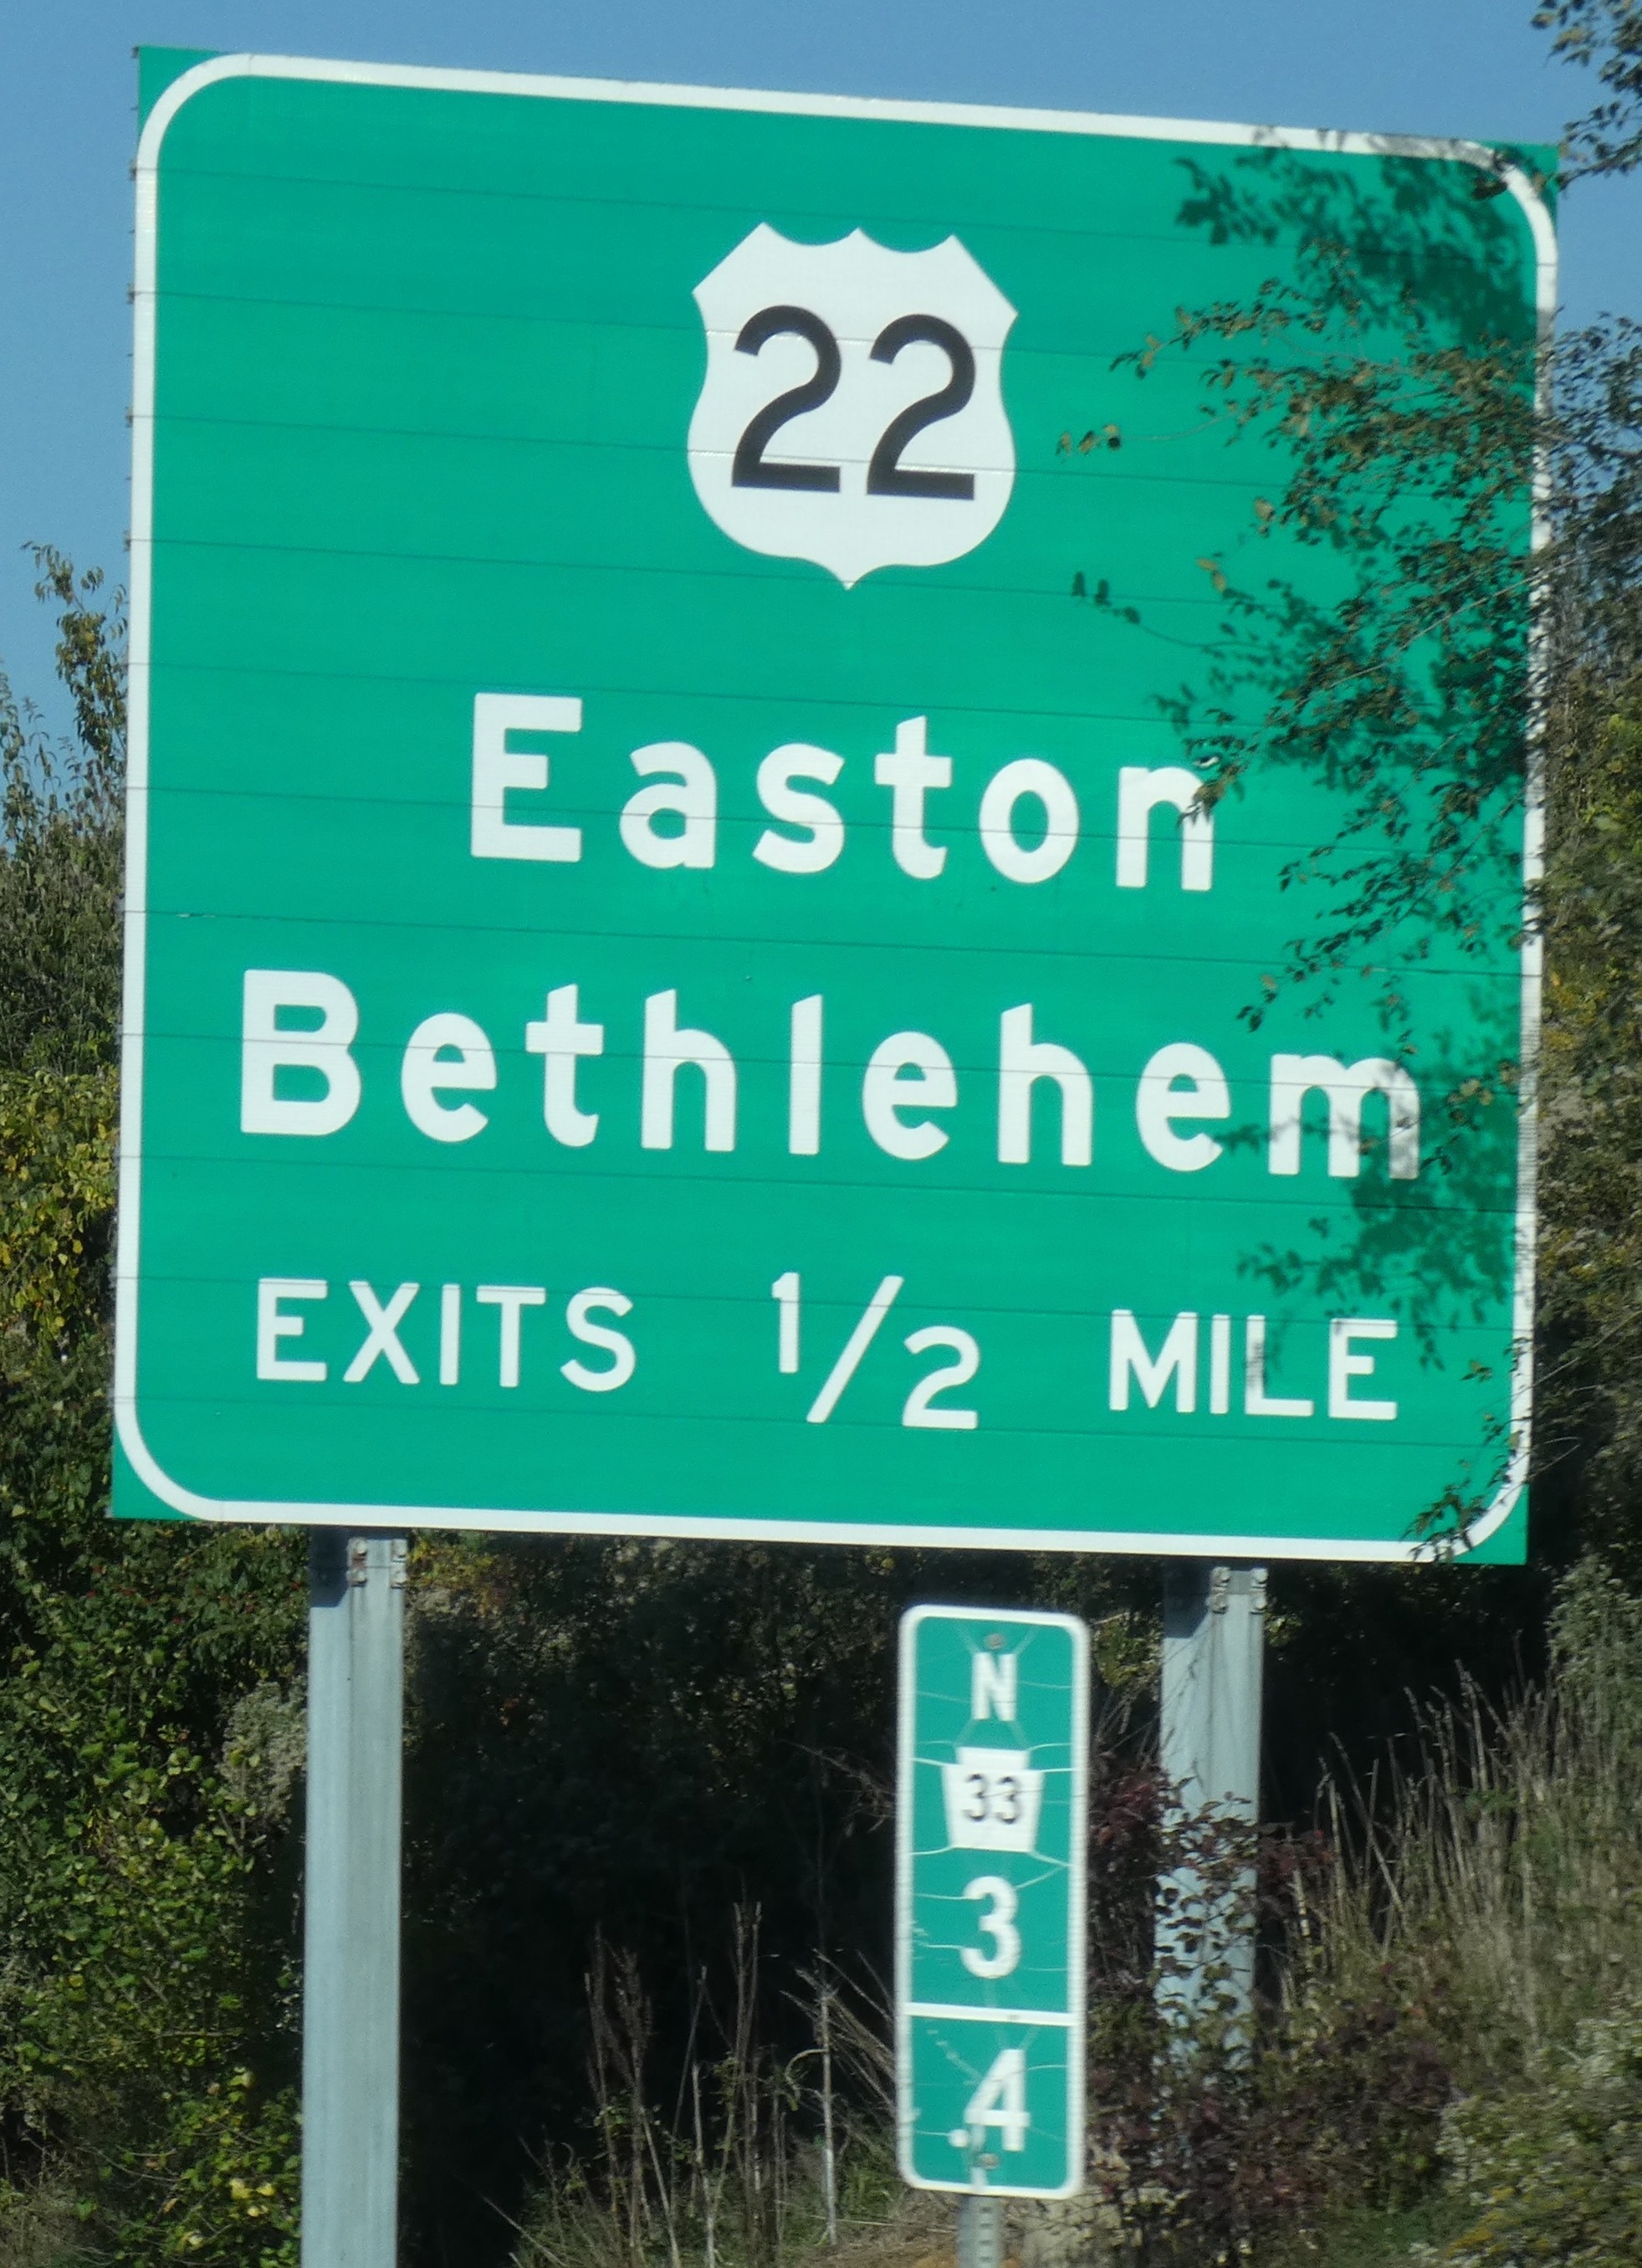 22
Easton
Bethlehem
EXITS 1/2 MILE
N
33
3
.4